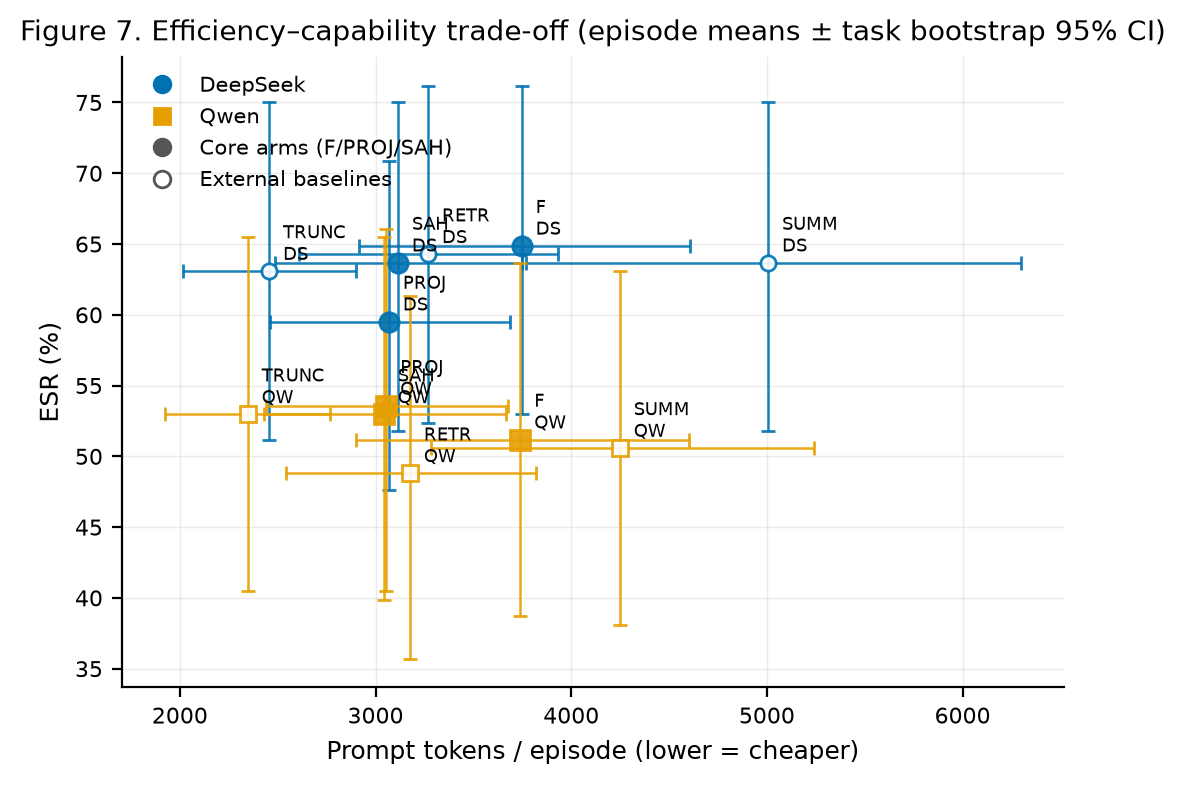 Figure 7. Efficiency–capability trade-off (episode means ± task bootstrap 95% CI)
DeepSeek
Qwen
Core arms (F/PROJ/SAH)
External baselines
75
70
65
60
55
50
45
40
35
ESR (%)
TRUNC
DS
SAH
DS
RETR
DS
F
DS
SUMM
DS
PROJ
DS
TRUNC
QW
PROJ
QW
SAH
QW
RETR
QW
F
QW
SUMM
QW
2000
3000
4000
5000
6000
Prompt tokens / episode (lower = cheaper)